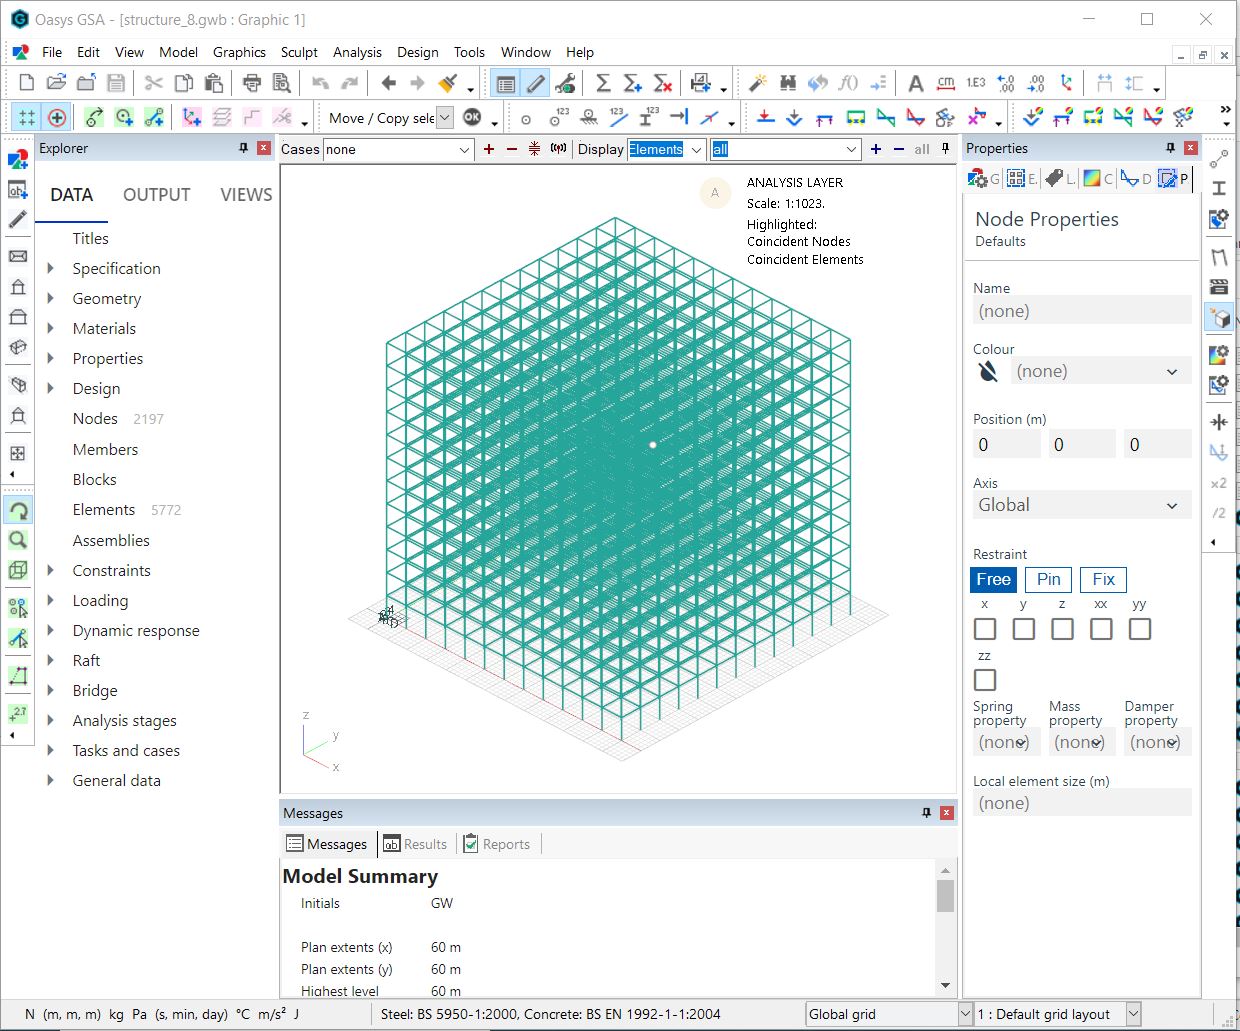 Oasys GSA - [structure_8.gwb : Graphic 1]
File Edit View Model Graphics Sculpt Analysis Design Tools Window Help
Move / Copy sele OK
Explorer
DATA OUTPUT VIEWS
Titles
Specification
Geometry
Materials
Properties
Design
Nodes 2197
Members
Blocks
Elements 5772
Assemblies
Constraints
Loading
Dynamic response
Raft
Bridge
Analysis stages
Tasks and cases
General data
Cases none Display Elements all all
A
ANALYSIS LAYER
Scale: 1:1023.
Highlighted:
Coincident Nodes
Coincident Elements
z
y
x
Messages
Messages Results Reports
Model Summary
Initials GW
Plan extents (x) 60 m
Plan extents (y) 60 m
Highest level 60 m
Properties
G E. L. C D P
Node Properties
Defaults
Name
(none)
Colour
(none)
Position (m)
0 0 0
Axis
Global
Restraint
Free Pin Fix
x y z xx yy
zz
Spring property Mass property Damper property
(none) (none) (none)
Local element size (m)
(none)
x2
/2
N (m, m, m) kg Pa (s, min, day) °C m/s² J
Steel: BS 5950-1:2000, Concrete: BS EN 1992-1-1:2004
Global grid
1 : Default grid layout